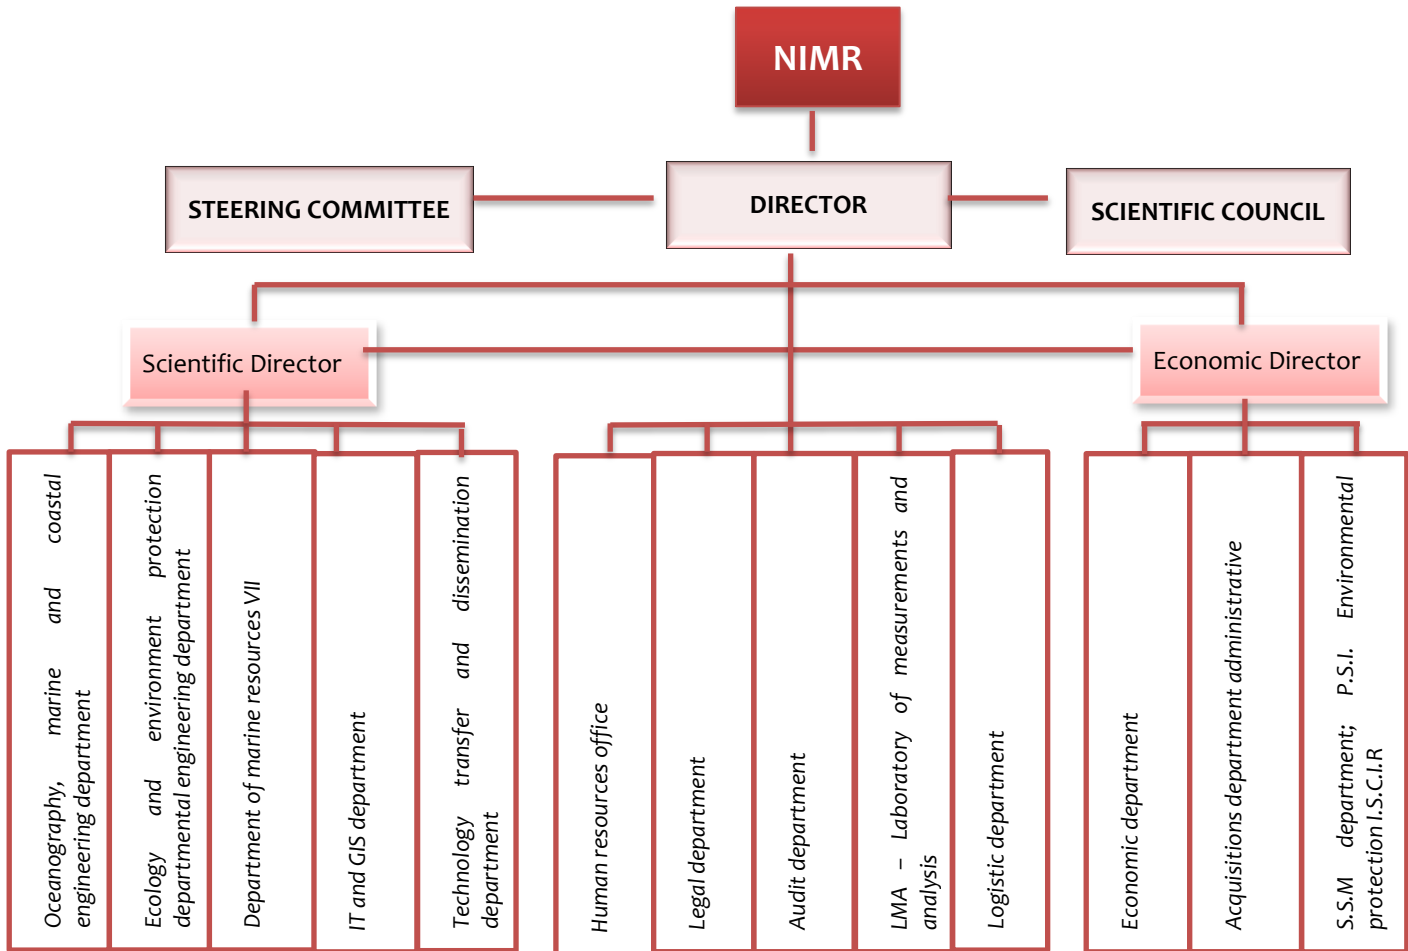 NIMR
STEERING COMMITTEE
DIRECTOR
SCIENTIFIC COUNCIL
Scientific Director
Economic Director
Oceanography, marine and coastal
engineering department
Ecology and environment protection
departmental engineering department
Department of marine resources VII
IT and GIS department
Technology transfer and dissemination
department
Human resources office
Legal department
Audit department
LMA – Laboratory of measurements and
analysis
Logistic department
Economic department
Acquisitions department administrative
S.S.M department; P.S.I. Environmental
protection I.S.C.I.R